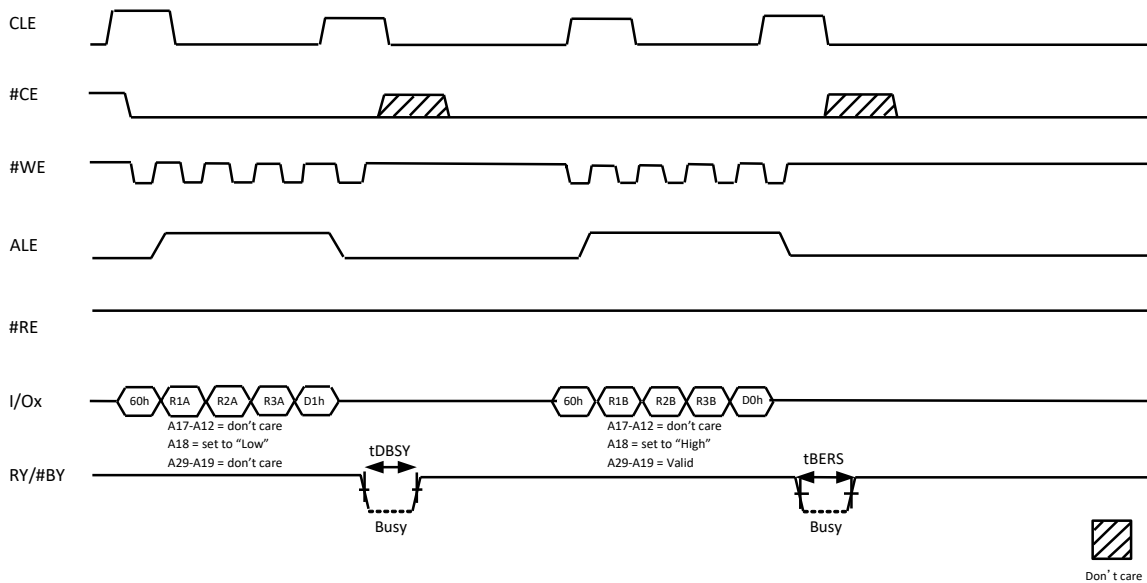 CLE
#CE
#WE
ALE
#RE
I/Ox
60h R1A R2A R3A D1h
60h R1B R2B R3B D0h
A17-A12 = don't care
A18 = set to "Low"
A29-A19 = don't care
A17-A12 = don't care
A18 = set to "High"
A29-A19 = Valid
RY/#BY
tDBSY
Busy
tBERS
Busy
Don't care